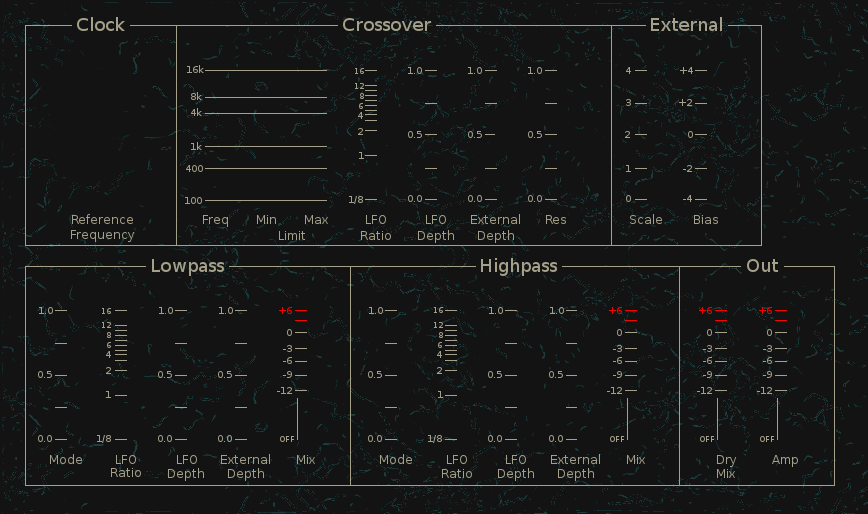 Clock Crossover External
16k 16 1.0 1.0 1.0 4 +4
12
8k 8 3 +2
6
4k 4
2 0.5 0.5 0.5 2 0
1k 1
400 1 -2
100 1/8 0.0 0.0 0.0 0 -4
Reference Freq Min Max LFO LFO External Res Scale Bias
Frequency Limit Ratio Depth Depth
Lowpass Highpass Out
1.0 16 1.0 1.0 +6 1.0 16 1.0 1.0 +6 +6 +6
12 12
8 0 8 0 0 0
6 6
4 -3 4 -3 -3 -3
-6 -6 -6 -6
0.5 2 0.5 0.5 -9 0.5 2 0.5 0.5 -9 -9 -9
1 -12 1 -12 -12 -12
0.0 1/8 0.0 0.0 OFF 0.0 1/8 0.0 0.0 OFF OFF OFF
Mode LFO LFO External Mix Mode LFO LFO External Mix Dry Amp
Ratio Depth Depth Ratio Depth Depth Mix